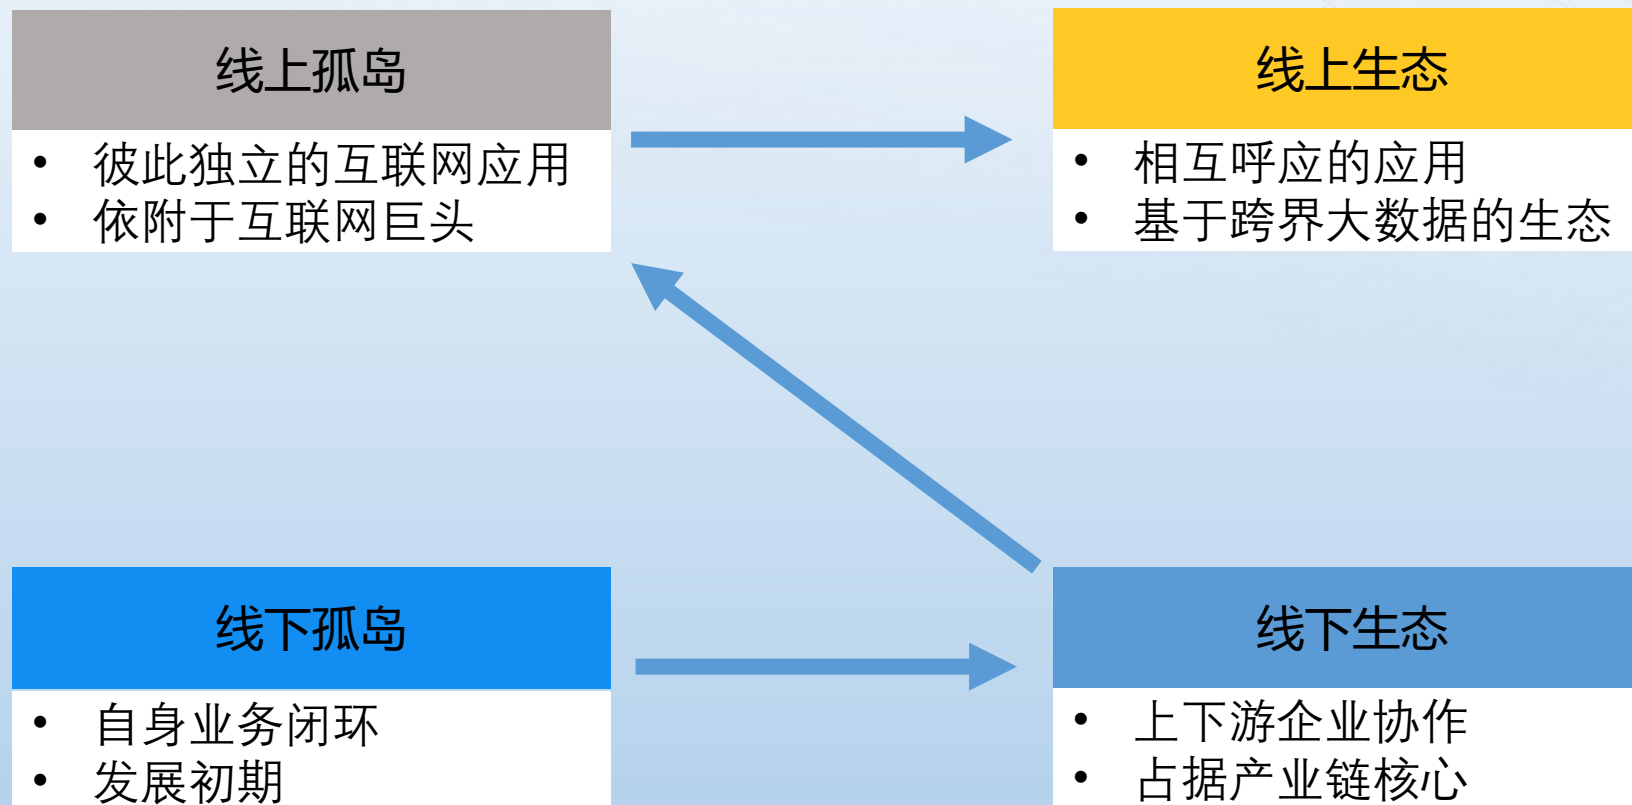 线上孤岛
• 彼此独立的互联网应用
• 依附于互联网巨头
线上生态
• 相互呼应的应用
• 基于跨界大数据的生态
线下孤岛
• 自身业务闭环
• 发展初期
线下生态
• 上下游企业协作
• 占据产业链核心